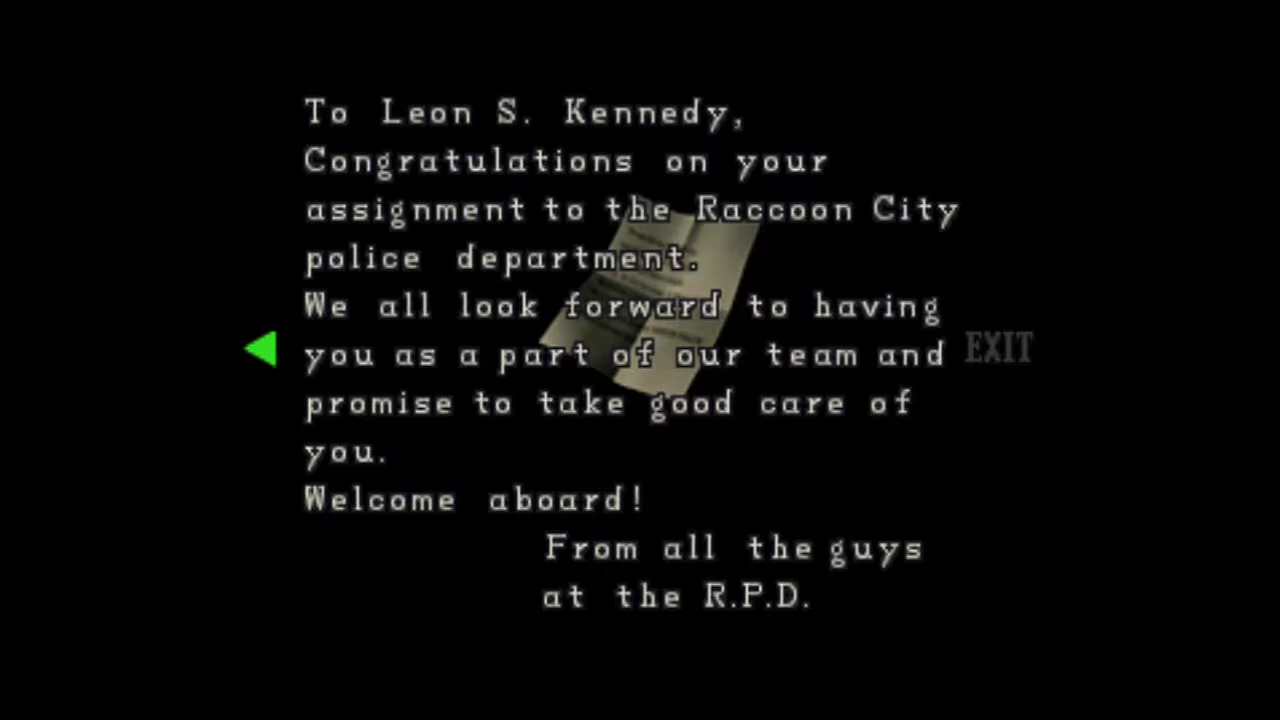 To Leon S. Kennedy,
Congratulations on your
assignment to the Raccoon City
police department.
We all look forward to having
you as a part of our team and
promise to take good care of
you.
Welcome aboard!
From all the guys
at the R.P.D.
EXIT